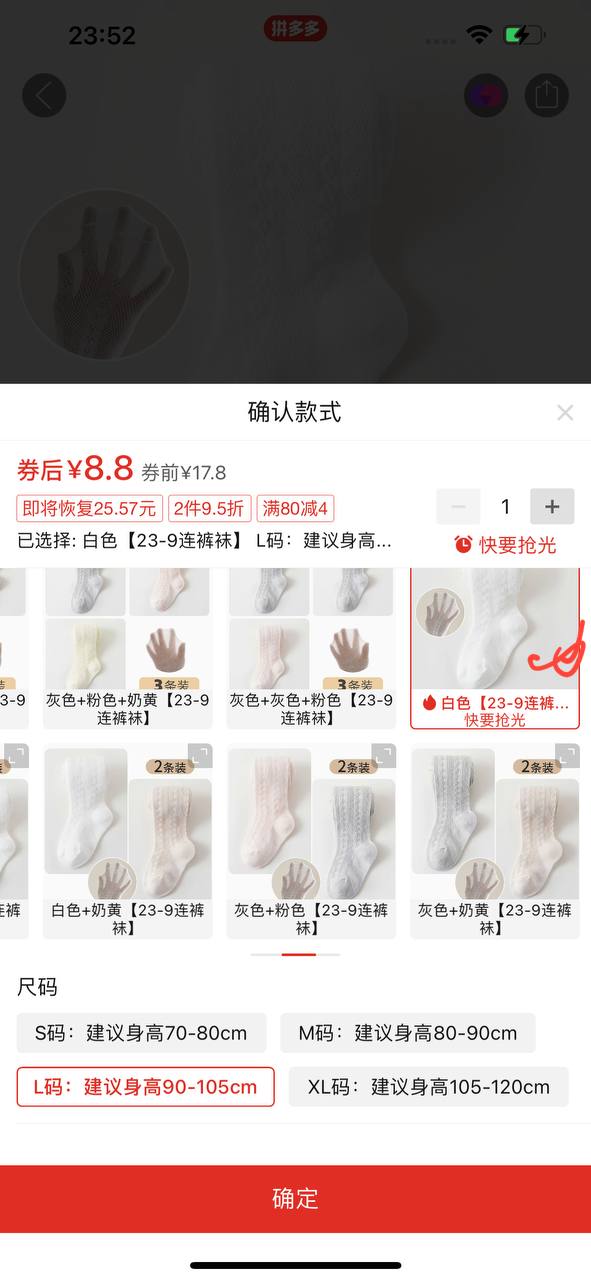 23:52
拼多多
确认款式
券后¥8.8 券前¥17.8
即将恢复25.57元 2件9.5折 满80减4
1
已选择: 白色【23-9连裤袜】 L码：建议身高...
快要抢光
3条装 3条装
3-9 灰色+粉色+奶黄【23-9连裤袜】 灰色+灰色+粉色【23-9连裤袜】 白色【23-9连裤...
快要抢光
2条装 2条装 2条装
连裤 白色+奶黄【23-9连裤袜】 灰色+粉色【23-9连裤袜】 灰色+奶黄【23-9连裤袜】
尺码
S码：建议身高70-80cm M码：建议身高80-90cm
L码：建议身高90-105cm XL码：建议身高105-120cm
确定